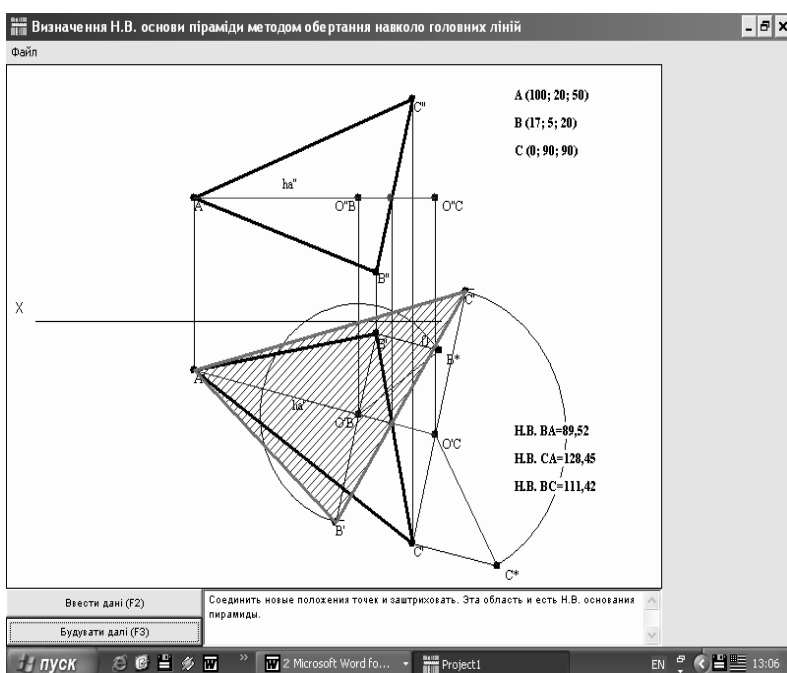 Визначення Н.В. основи піраміди методом обертання навколо головних ліній
Файл
A (100; 20; 50)
B (17; 5; 20)
C (0; 90; 90)
C"
ha"
A"
O"B
O"C
B"
X
C'
B'
B*
A'
ha'
O'B
O'C
Н.В. BA=89,52
Н.В. CA=128,45
Н.В. BC=111,42
B'
C'
C*
Ввести дані (F2)
Соединить новые положения точек и заштриховать. Эта область и есть Н.В. основания
пирамиды.
Будувати далі (F3)
пуск
2 Microsoft Word fo...
Project1
EN
13:06